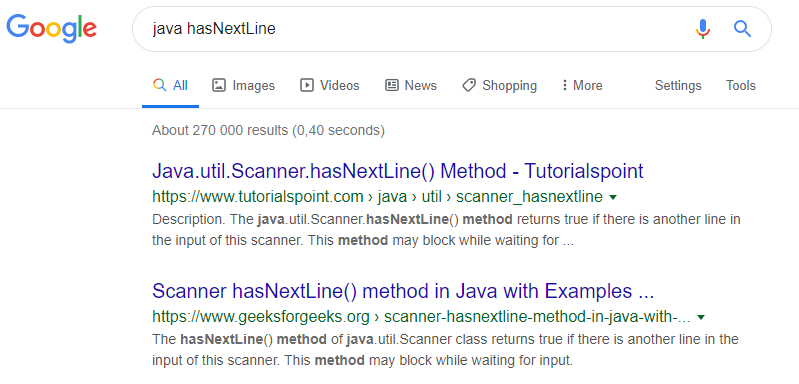 Google
java hasNextLine
All Images Videos News Shopping More Settings Tools
About 270 000 results (0,40 seconds)
Java.util.Scanner.hasNextLine() Method - Tutorialspoint
https://www.tutorialspoint.com › java › util › scanner_hasnextline
Description. The java.util.Scanner.hasNextLine() method returns true if there is another line in
the input of this scanner. This method may block while waiting for ...
Scanner hasNextLine() method in Java with Examples ...
https://www.geeksforgeeks.org › scanner-hasnextline-method-in-java-with-...
The hasNextLine() method of java.util.Scanner class returns true if there is another line in the
input of this scanner. This method may block while waiting for input.